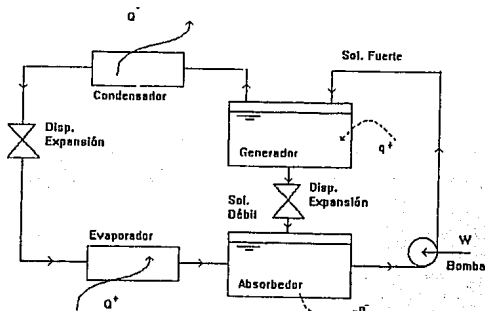 Q⁻
Sol. Fuerte
Condensador
Disp.
Expansión
Generador
q⁺
Sol.
Débil
Disp.
Expansión
Evaporador
W
Bomba
Absorbedor
Q⁺
q⁻